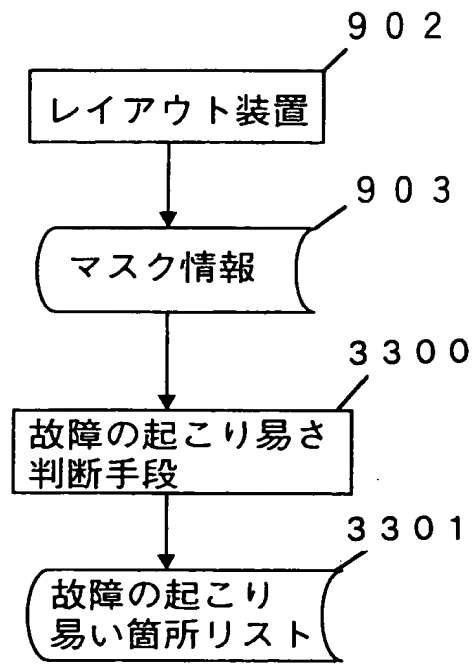 ９０２
レイアウト装置
９０３
マスク情報
３３００
故障の起こり易さ
判断手段
３３０１
故障の起こり
易い箇所リスト